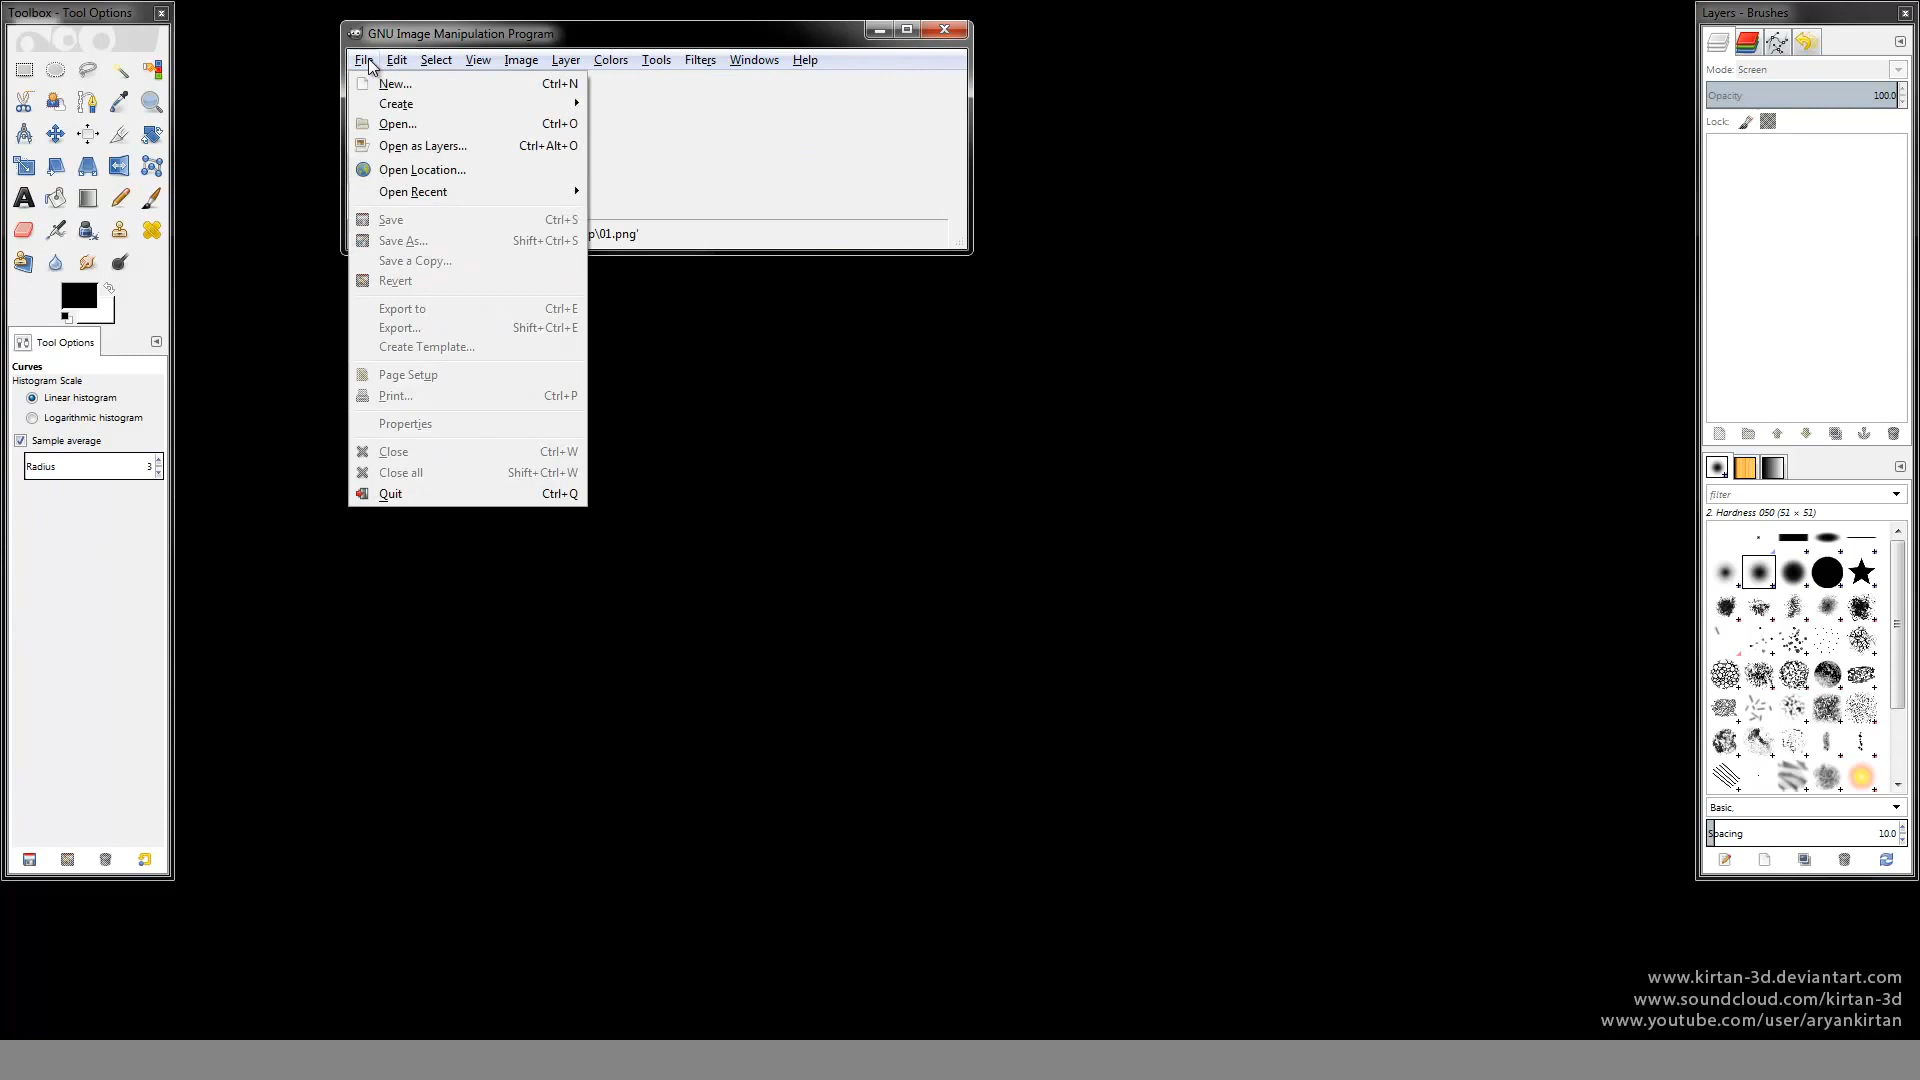 Toolbox - Tool Options
GNU Image Manipulation Program
Layers - Brushes
File Edit Select View Image Layer Colors Tools Filters Windows Help
New... Ctrl+N
Create
Open... Ctrl+O
Open as Layers... Ctrl+Alt+O
Open Location...
Open Recent
Save Ctrl+S
Save As... Shift+Ctrl+S
Save a Copy...
Revert
Export to Ctrl+E
Export... Shift+Ctrl+E
Create Template...
Page Setup
Print... Ctrl+P
Properties
Close Ctrl+W
Close all Shift+Ctrl+W
Quit Ctrl+Q
p\01.png'
Tool Options
Curves
Histogram Scale
Linear histogram
Logarithmic histogram
Sample average
Radius 3
Mode: Screen
Opacity 100.0
Lock:
filter
2. Hardness 050 (51 × 51)
Basic,
Spacing 10.0
www.kirtan-3d.deviantart.com
www.soundcloud.com/kirtan-3d
www.youtube.com/user/aryankirtan